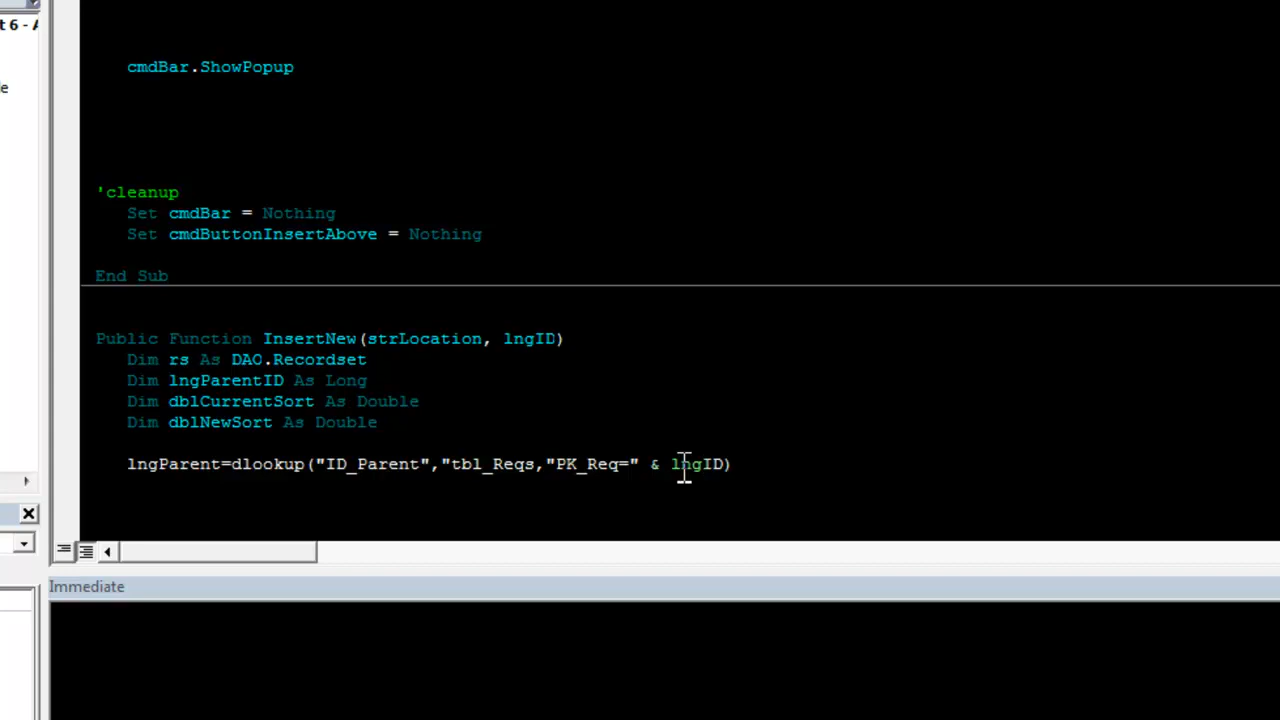 t 6 - A
e
cmdBar.ShowPopup
'cleanup
Set cmdBar = Nothing
Set cmdButtonInsertAbove = Nothing
End Sub
Public Function InsertNew(strLocation, lngID)
Dim rs As DAO.Recordset
Dim lngParentID As Long
Dim dblCurrentSort As Double
Dim dblNewSort As Double
lngParent=dlookup("ID_Parent","tbl_Reqs,"PK_Req=" & lngID)
Immediate